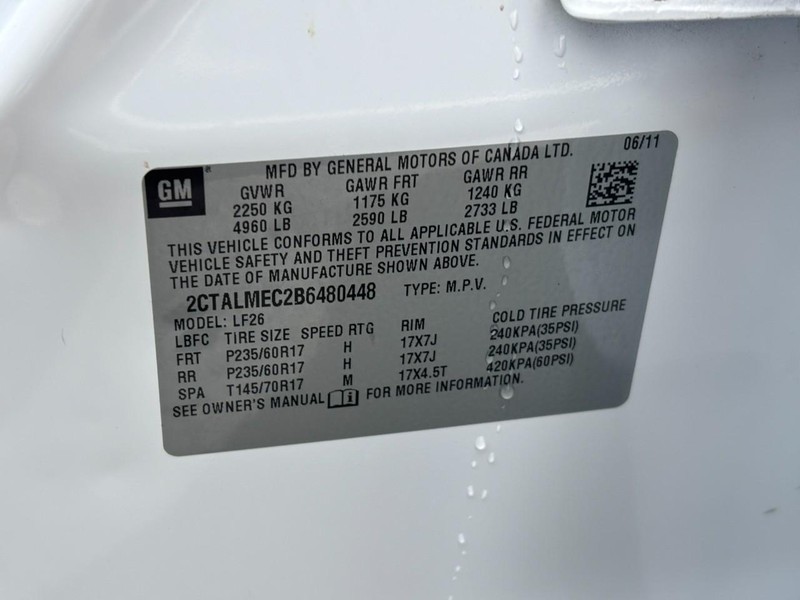 MFD BY GENERAL MOTORS OF CANADA LTD. 06/11
GM
GVWR GAWR FRT GAWR RR
2250 KG 1175 KG 1240 KG
4960 LB 2590 LB 2733 LB
THIS VEHICLE CONFORMS TO ALL APPLICABLE U.S. FEDERAL MOTOR
VEHICLE SAFETY AND THEFT PREVENTION STANDARDS IN EFFECT ON
THE DATE OF MANUFACTURE SHOWN ABOVE.
2CTALMEC2B6480448 TYPE: M.P.V.
MODEL: LF26
LBFC TIRE SIZE SPEED RTG RIM COLD TIRE PRESSURE
FRT P235/60R17 H 17X7J 240KPA(35PSI)
RR P235/60R17 H 17X7J 240KPA(35PSI)
SPA T145/70R17 M 17X4.5T 420KPA(60PSI)
SEE OWNER'S MANUAL FOR MORE INFORMATION.